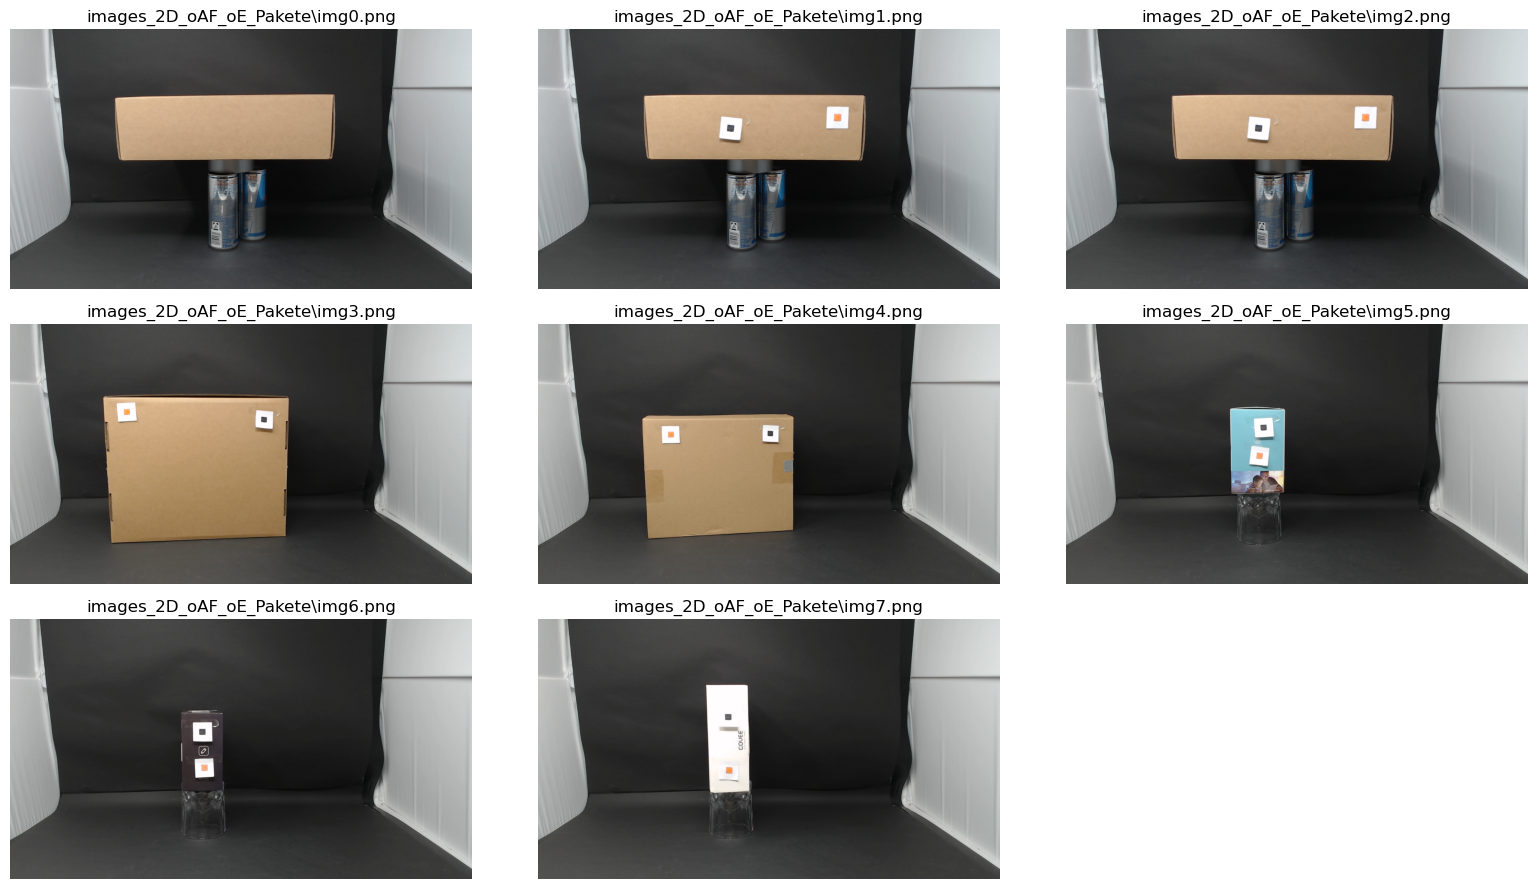 images_2D_oAF_oE_Pakete\img0.png
images_2D_oAF_oE_Pakete\img1.png
images_2D_oAF_oE_Pakete\img2.png
images_2D_oAF_oE_Pakete\img3.png
images_2D_oAF_oE_Pakete\img4.png
images_2D_oAF_oE_Pakete\img5.png
images_2D_oAF_oE_Pakete\img6.png
images_2D_oAF_oE_Pakete\img7.png